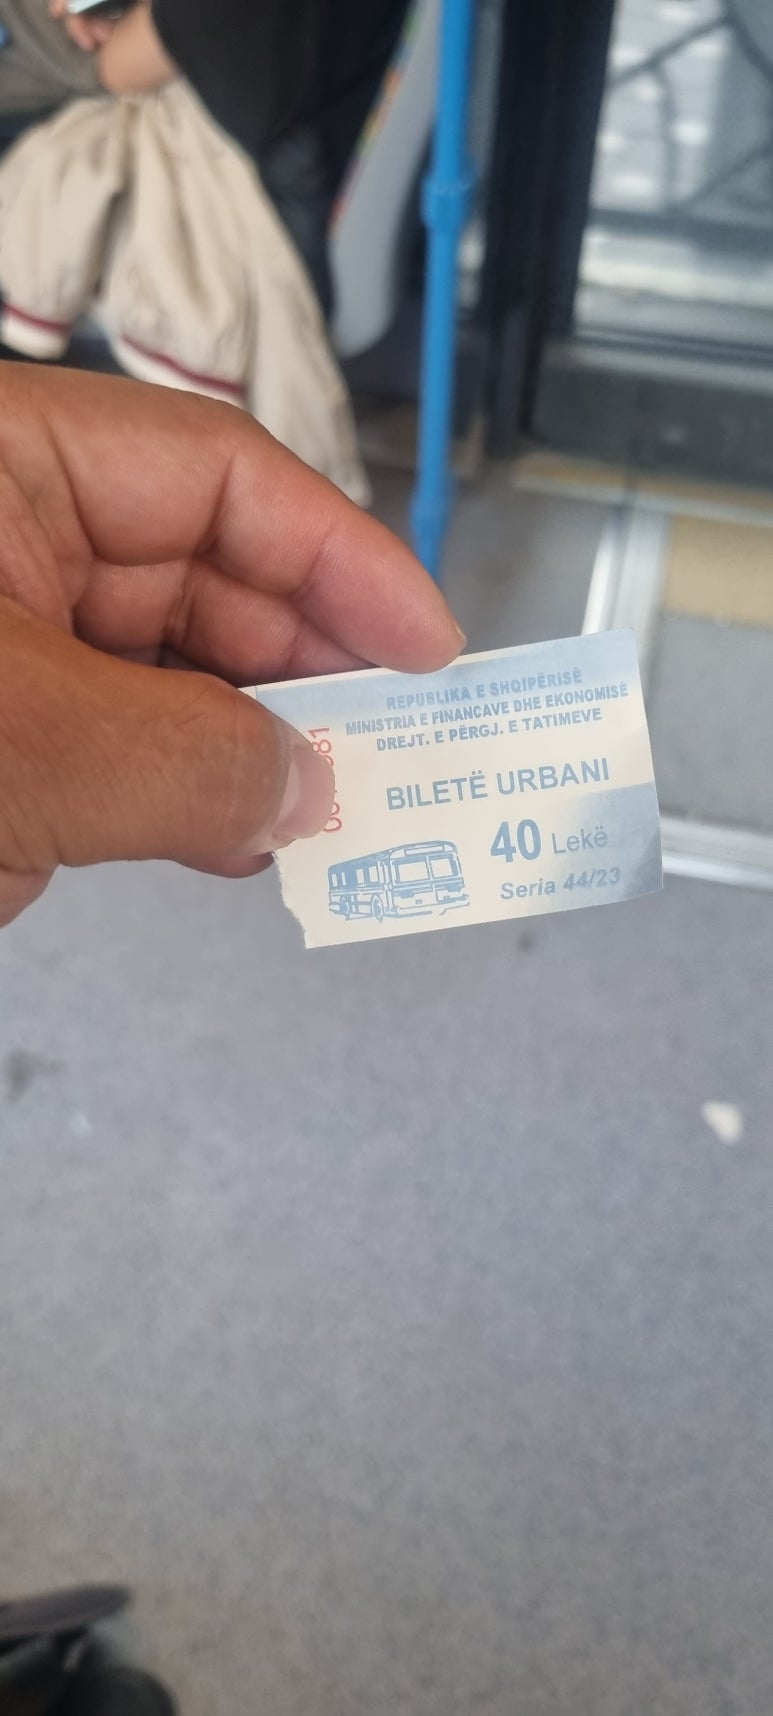 REPUBLIKA E SHQIPËRISË
MINISTRIA E FINANCAVE DHE EKONOMISË
DREJT. E PËRGJ. E TATIMEVE
BILETË URBANI
40 Lekë
Seria 44/23